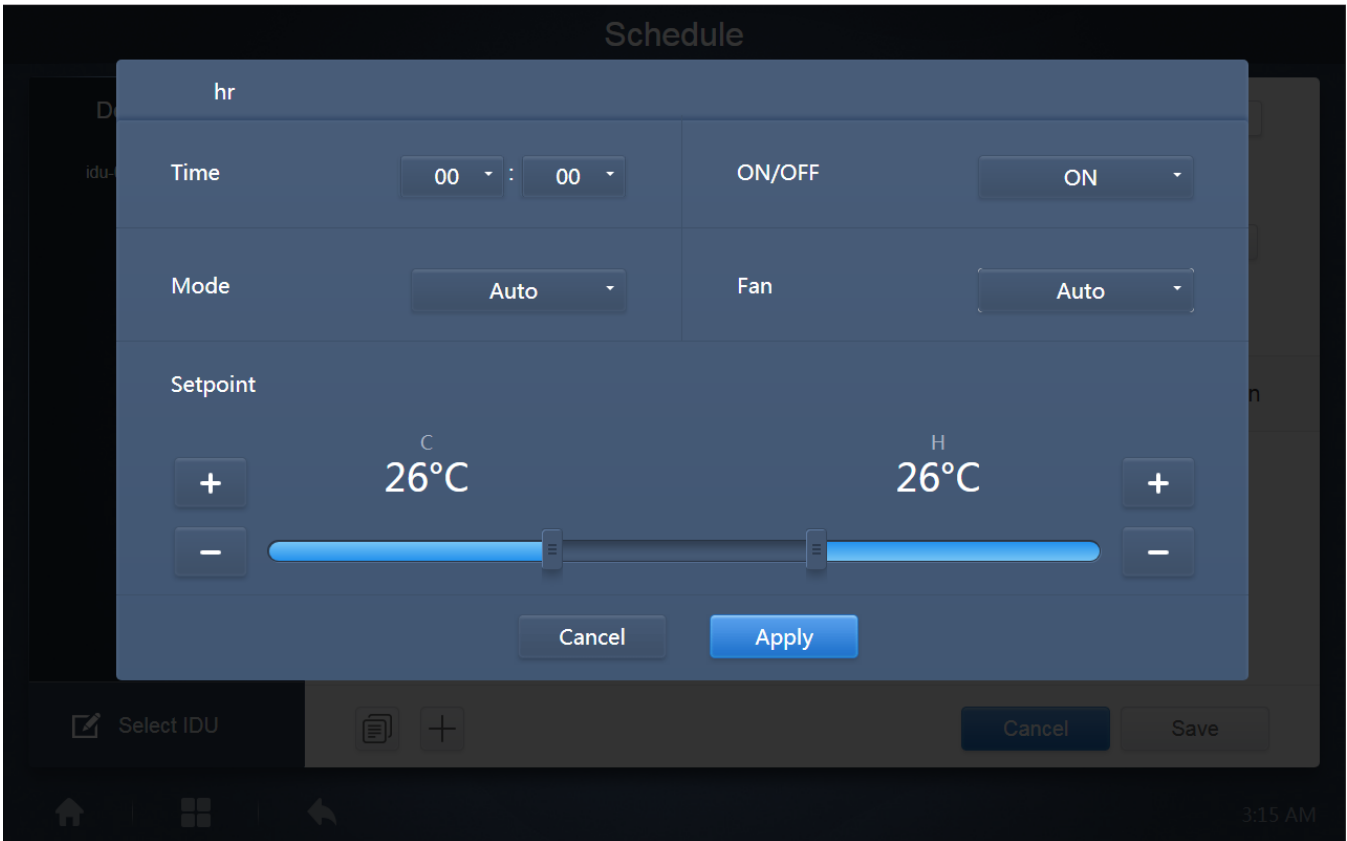 Schedule
hr
Time 00 : 00 ON/OFF ON
Mode Auto Fan Auto
Setpoint
C H
26°C 26°C
+ +
− −
Cancel Apply
idu-
Select IDU Cancel Save
3:15 AM